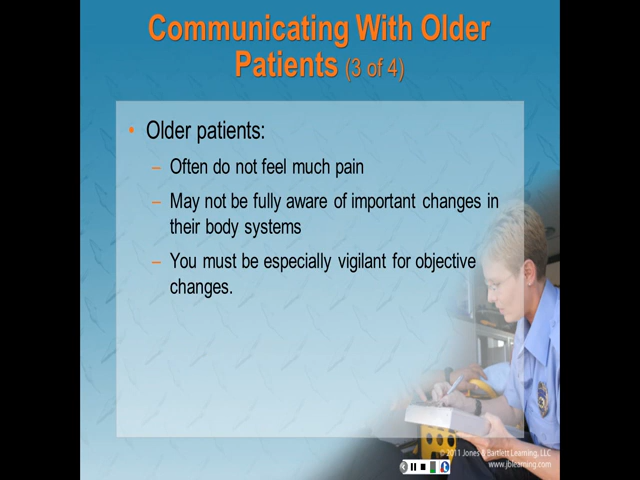 Communicating With Older
Patients (3 of 4)
• Older patients:
– Often do not feel much pain
– May not be fully aware of important changes in
their body systems
– You must be especially vigilant for objective
changes.
© 2011 Jones & Bartlett Learning, LLC
www.jblearning.com